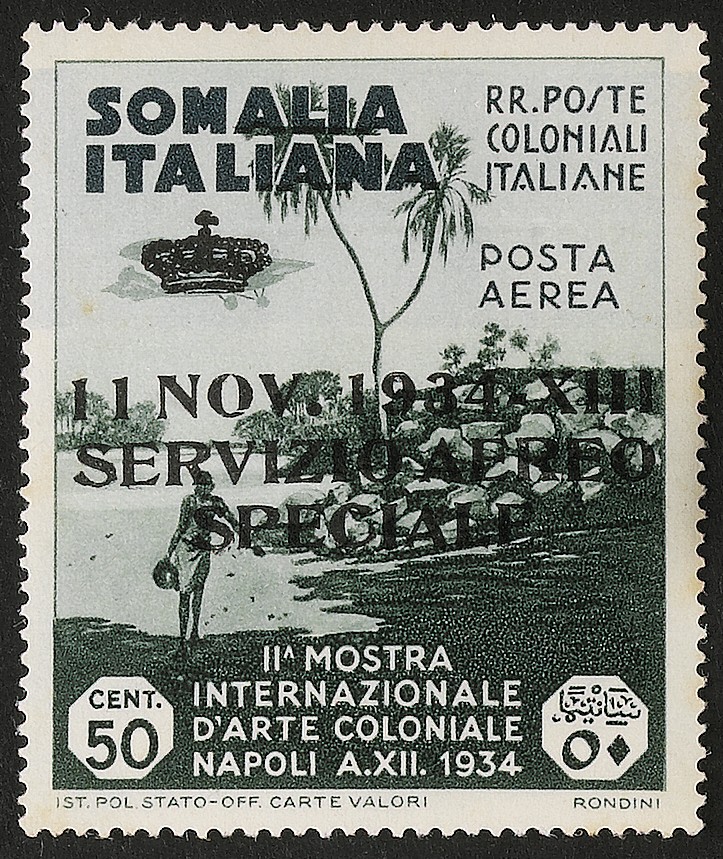 SOMALIA
ITALIANA
RR. POSTE
COLONIALI
ITALIANE
POSTA
AEREA
11 NOV. 1934-XIII
SERVIZIO AEREO
SPECIALE
IIᴬ MOSTRA
INTERNAZIONALE
D'ARTE COLONIALE
NAPOLI A.XII. 1934
CENT.
50
٥٠
IST. POL. STATO-OFF. CARTE VALORI
RONDINI